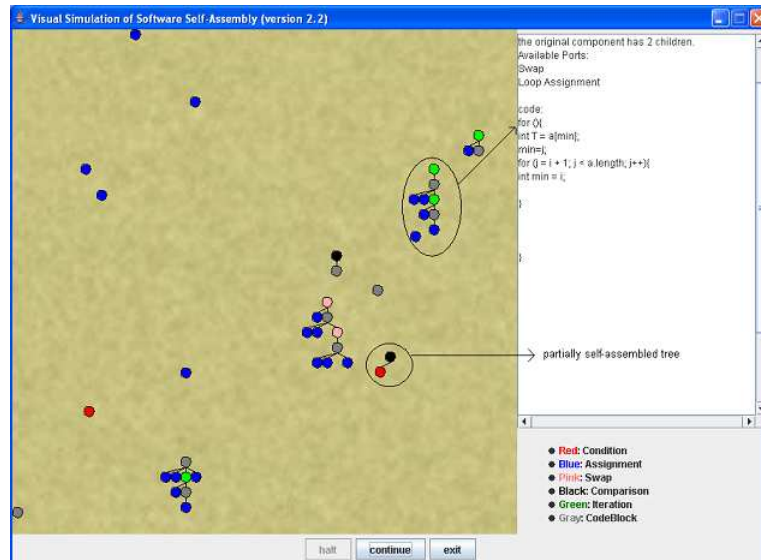 Visual Simulation of Software Self-Assembly (version 2.2)
the original component has 2 children.
Available Ports:
Swap
Loop Assignment
code:
for (){
int T = a[min];
min=j;
for (j = i + 1; j < a.length; j++){
int min = i;
}
}
partially self-assembled tree
Red: Condition
Blue: Assignment
Pink: Swap
Black: Comparison
Green: Iteration
Gray: CodeBlock
halt continue exit